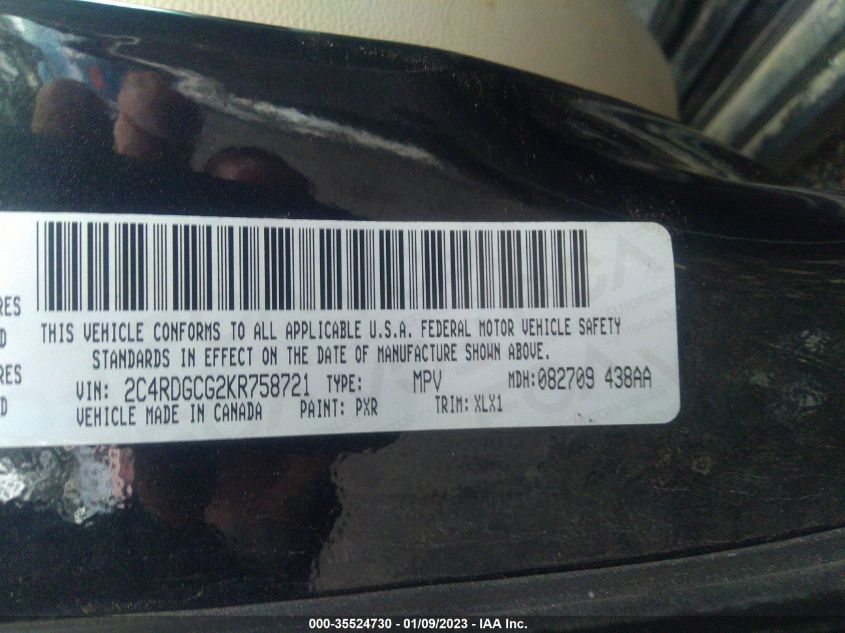 RES
THIS VEHICLE CONFORMS TO ALL APPLICABLE U.S.A. FEDERAL MOTOR VEHICLE SAFETY
D
STANDARDS IN EFFECT ON THE DATE OF MANUFACTURE SHOWN ABOVE.
RES
VIN: 2C4RDGCG2KR758721 TYPE: MPV MDH:082709 438AA
D
VEHICLE MADE IN CANADA PAINT: PXR TRIM: XLX1
000-35524730 - 01/09/2023 - IAA Inc.